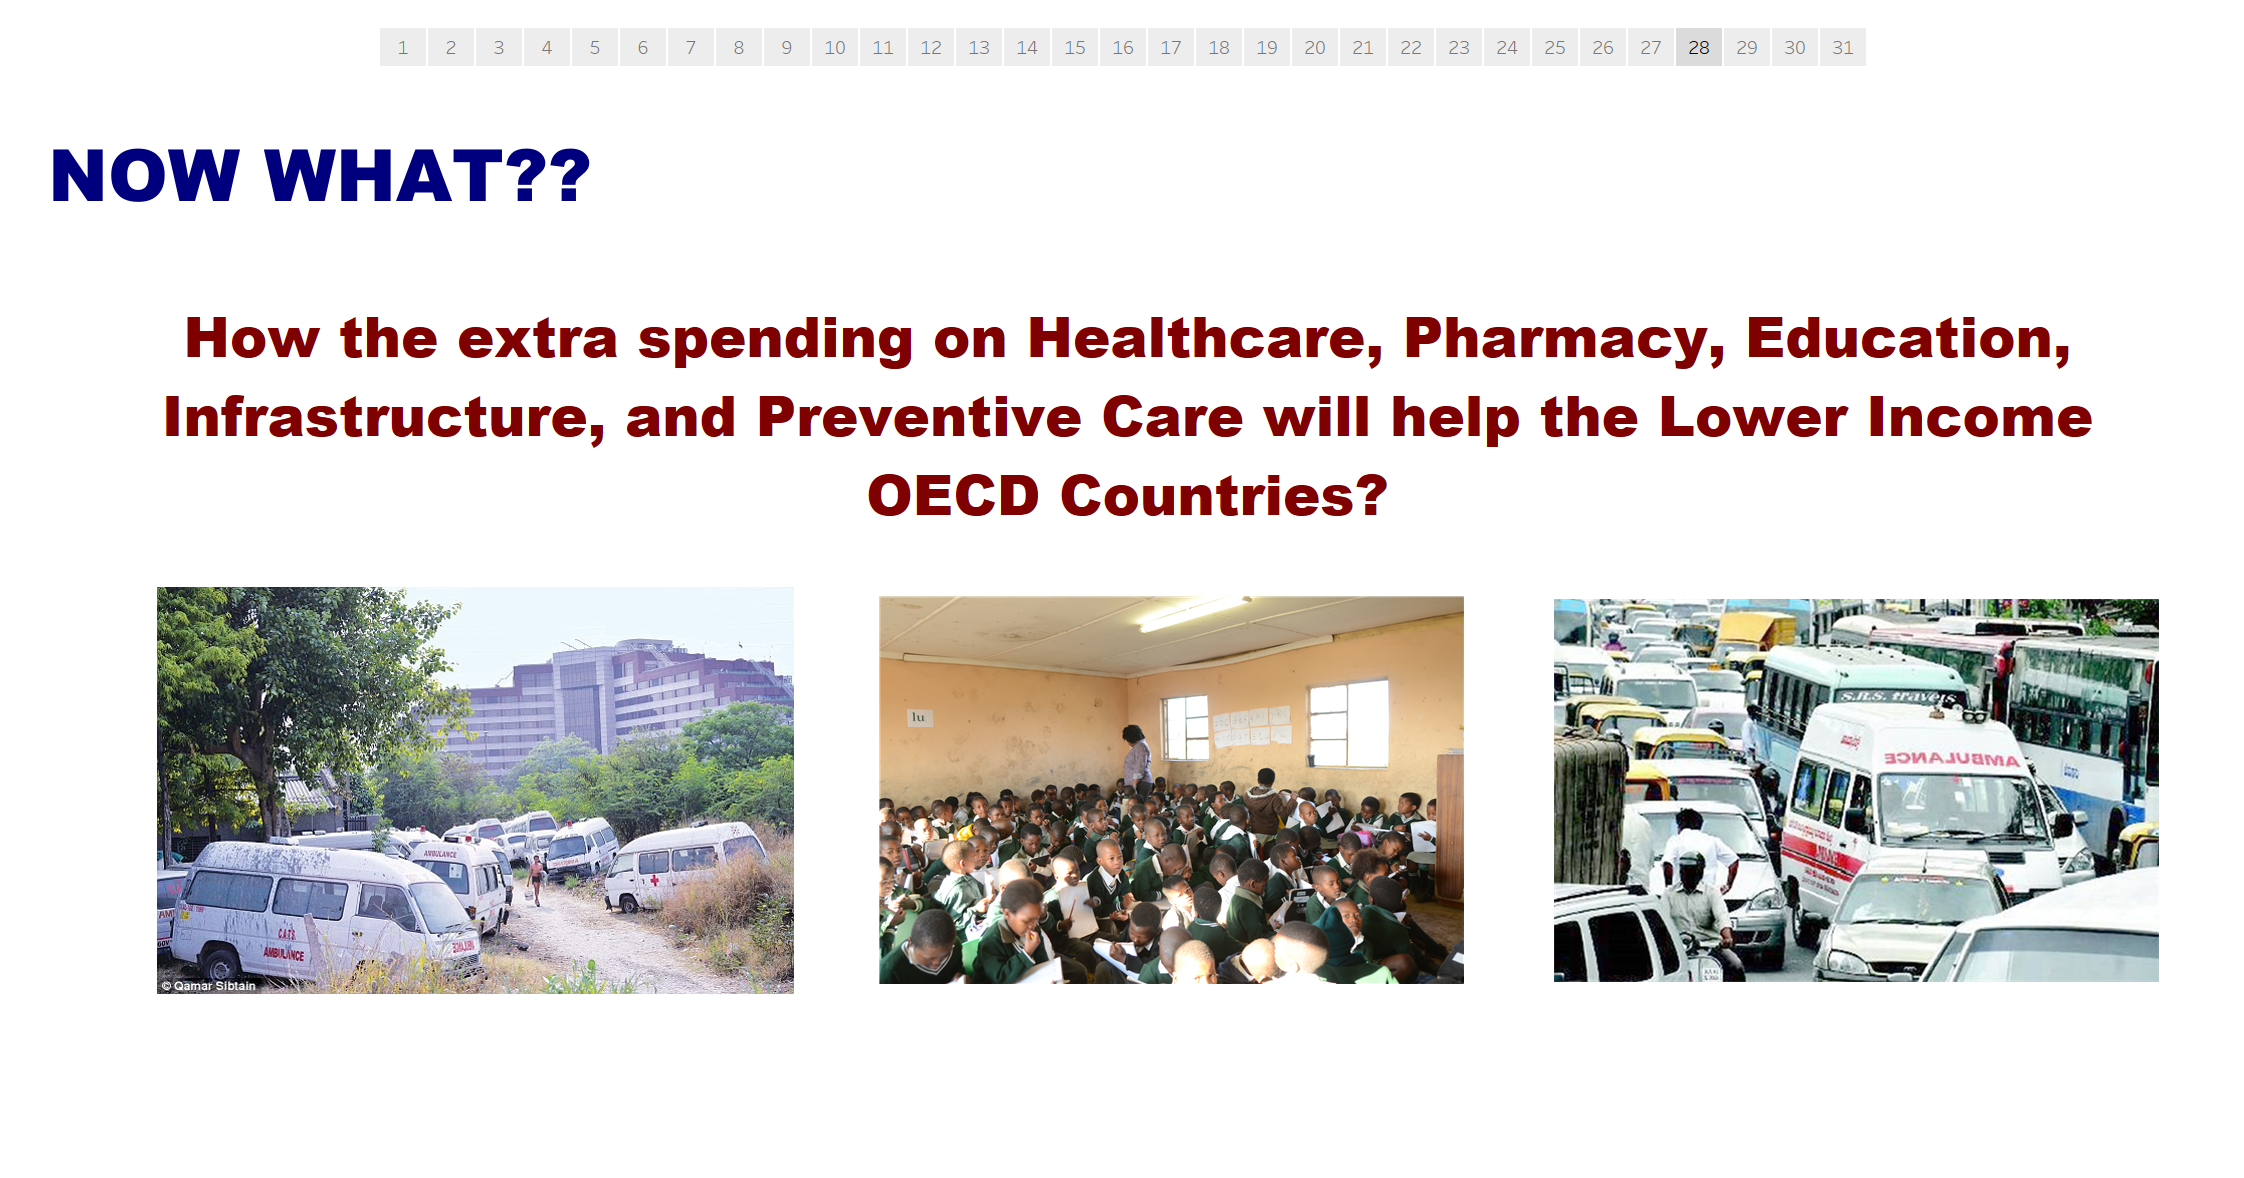 1 2 3 4 5 6 7 8 9 10 11 12 13 14 15 16 17 18 19 20 21 22 23 24 25 26 27 28 29 30 31
NOW WHAT??
How the extra spending on Healthcare, Pharmacy, Education,
Infrastructure, and Preventive Care will help the Lower Income
OECD Countries?
AMBULANCE
C.A.T.S.
AMBULANCE
© Qamar Sibtain
lu
S.R.S. travels
AMBULANCE